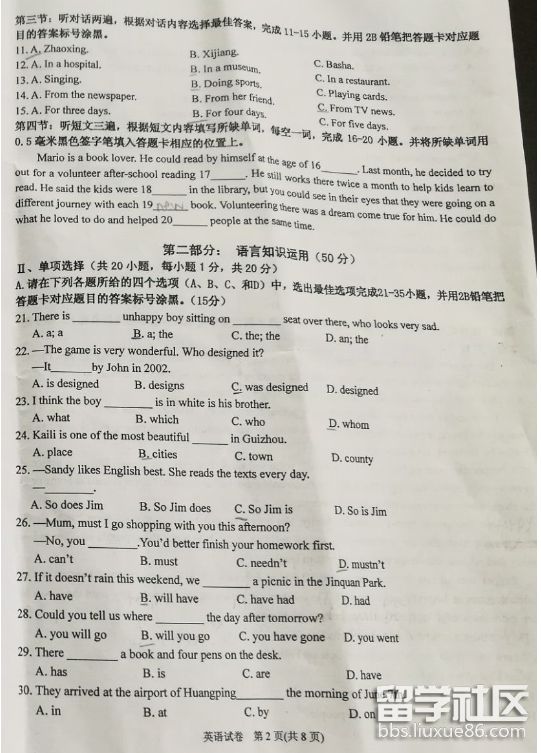 第三节：听对话两遍，根据对话内容选择最佳答案，完成11-15小题。并用2B铅笔把答题卡对应题
目的答案标号涂黑。
11. A. Zhaoxing. B. Xijiang. C. Basha.
12. A. In a hospital. B. In a museum. C. In a restaurant.
13. A. Singing. B. Doing sports. C. Playing cards.
14. A. From the newspaper. B. From her friend. C. From TV news.
15. A. For three days. B. For four days. C. For five days.
第四节：听短文三遍，根据短文内容填写所缺单词，每空一词，完成 16-20 小题。并将所缺单词用
0.5毫米黑色签字笔填入答题卡相应的位置上。
Mario is a book lover. He could read by himself at the age of 16______. Last month, he decided to try
out for a volunteer after-school reading 17______. He still works there twice a month to help kids learn to
read. He said the kids were 18______ in the library, but you could see in their eyes that they were going on a
different journey with each 19______ book. Volunteering there was a dream come true for him. He could do
what he loved to do and helped 20______ people at the same time.
第二部分： 语言知识运用（50分）
Ⅱ、单项选择（共20小题，每小题1分，共20分）
A. 请在下列各题所给的四个选项（A、B、C、和D）中，选出最佳选项完成21-35小题，并用2B铅笔把
答题卡对应题目的答案标号涂黑。（15分）
21. There is ______ unhappy boy sitting on ________ seat over there, who looks very sad.
A. a; a B. a; the C. the; the D. an; the
22. —The game is very wonderful. Who designed it?
—It______by John in 2002.
A. is designed B. designs C. was designed D. designed
23. I think the boy ________ is in white is his brother.
A. what B. which C. who D. whom
24. Kaili is one of the most beautiful ______ in Guizhou.
A. place B. cities C. town D. county
25. —Sandy likes English best. She reads the texts every day.
—________.
A. So does Jim B. So Jim does C. So Jim is D. So is Jim
26. —Mum, must I go shopping with you this afternoon?
—No, you ________.You'd better finish your homework first.
A. can't B. must C. needn't D. mustn't
27. If it doesn't rain this weekend, we ________ a picnic in the Jinquan Park.
A. have B. will have C. have had D. had
28. Could you tell us where ________ the day after tomorrow?
A. you will go B. will you go C. you have gone D. you went
29. There ________ a book and four pens on the desk.
A. has B. is C. are D. have
30. They arrived at the airport of Huangping________ the morning of June
A. in B. at C. by D. on
英语试卷 第2页(共8页)
留学社区
bbs.liuxue86.com